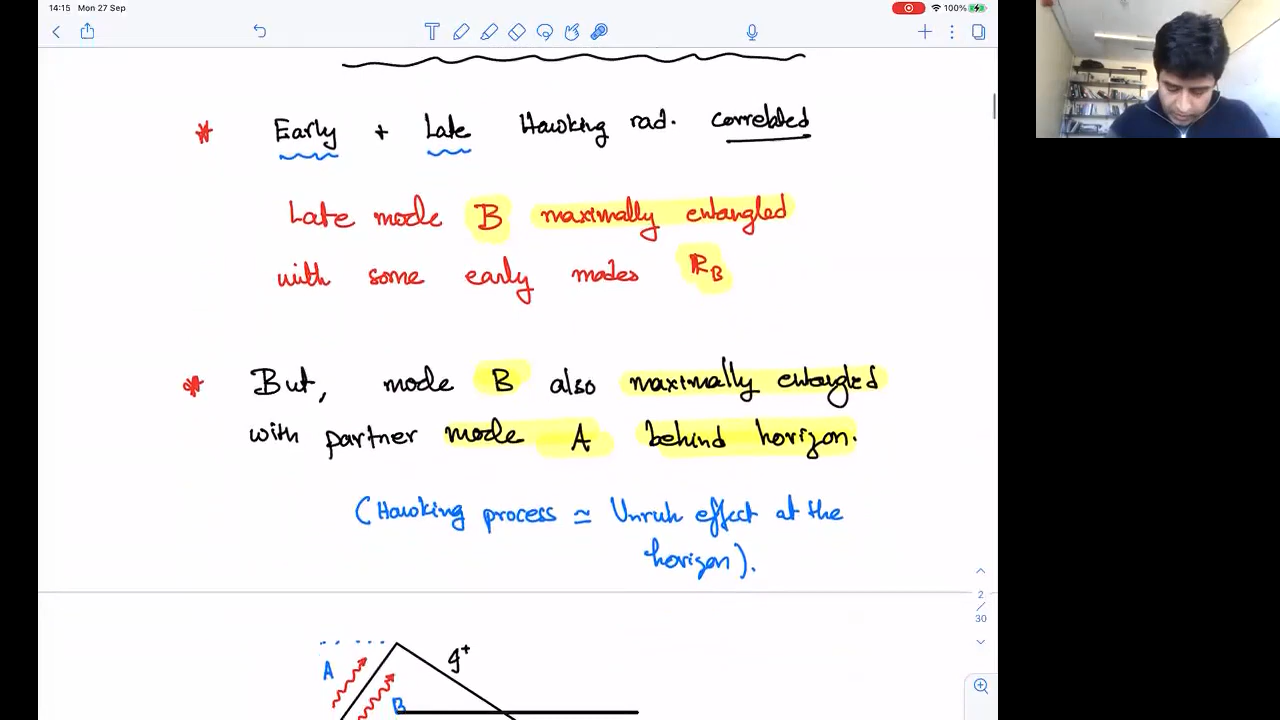 14:15 Mon 27 Sep
100%
* Early + Late Hawking rad. correlated
Late mode B maximally entangled
with some early modes R_B
* But, mode B also maximally entangled
with partner mode A behind horizon.
(Hawking process ≃ Unruh effect at the
horizon).
2
/
30
A
B
𝒥⁺